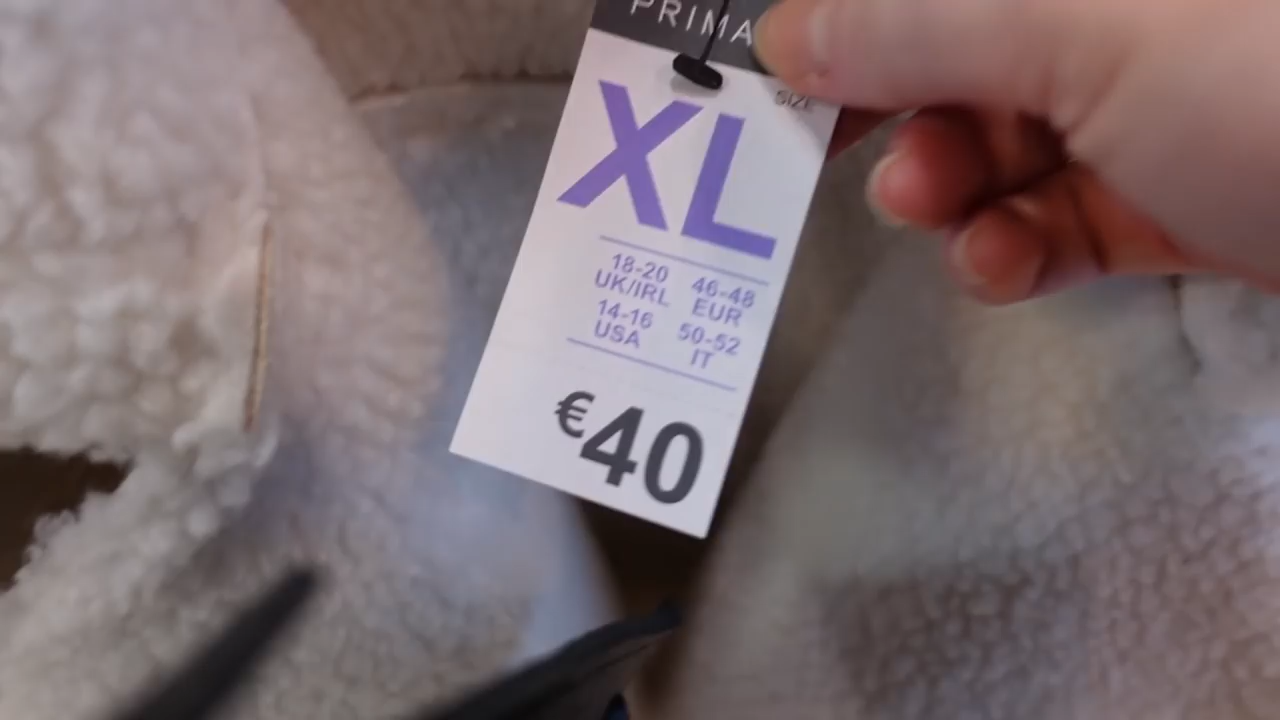 PRIMA
SIZE
XL
18-20 46-48
UK/IRL EUR
14-16 50-52
USA IT
€40